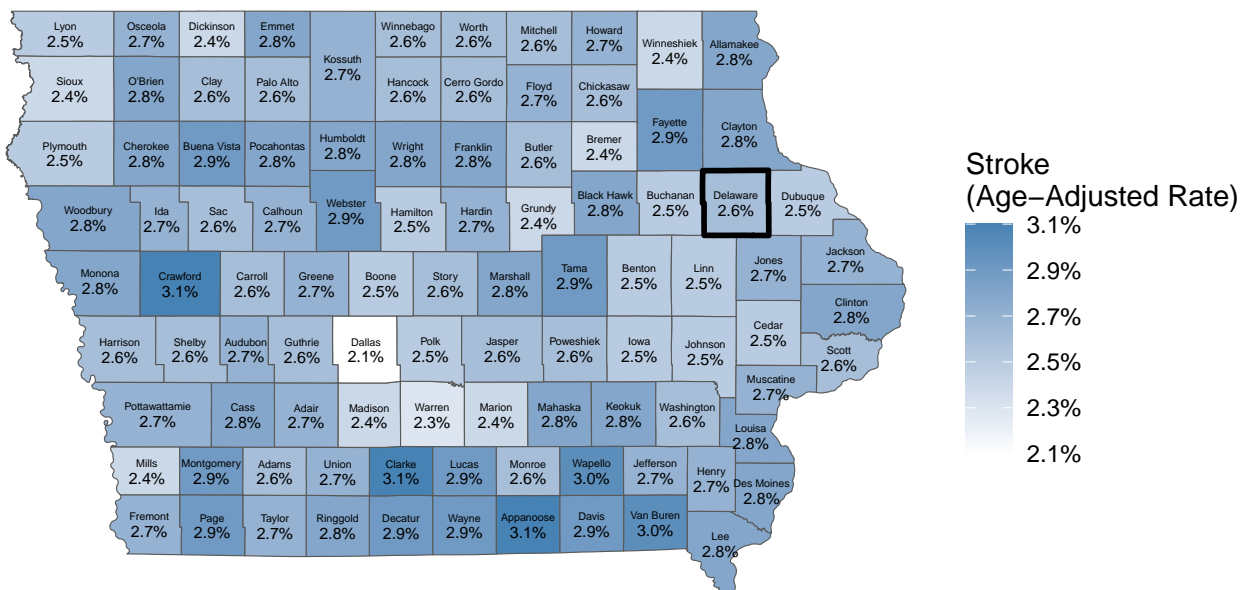 Lyon
2.5%
Osceola
2.7%
Dickinson
2.4%
Emmet
2.8%
Kossuth
2.7%
Winnebago
2.6%
Worth
2.6%
Mitchell
2.6%
Howard
2.7%
Winneshiek
2.4%
Allamakee
2.8%
Sioux
2.4%
O'Brien
2.8%
Clay
2.6%
Palo Alto
2.6%
Hancock
2.6%
Cerro Gordo
2.6%
Floyd
2.7%
Chickasaw
2.6%
Fayette
2.9%
Clayton
2.8%
Plymouth
2.5%
Cherokee
2.8%
Buena Vista
2.9%
Pocahontas
2.8%
Humboldt
2.8%
Wright
2.8%
Franklin
2.8%
Butler
2.6%
Bremer
2.4%
Woodbury
2.8%
Ida
2.7%
Sac
2.6%
Calhoun
2.7%
Webster
2.9%
Hamilton
2.5%
Hardin
2.7%
Grundy
2.4%
Black Hawk
2.8%
Buchanan
2.5%
Delaware
2.6%
Dubuque
2.5%
Monona
2.8%
Crawford
3.1%
Carroll
2.6%
Greene
2.7%
Boone
2.5%
Story
2.6%
Marshall
2.8%
Tama
2.9%
Benton
2.5%
Linn
2.5%
Jones
2.7%
Jackson
2.7%
Clinton
2.8%
Harrison
2.6%
Shelby
2.6%
Audubon
2.7%
Guthrie
2.6%
Dallas
2.1%
Polk
2.5%
Jasper
2.6%
Poweshiek
2.6%
Iowa
2.5%
Johnson
2.5%
Cedar
2.5%
Scott
2.6%
Muscatine
2.7%
Pottawattamie
2.7%
Cass
2.8%
Adair
2.7%
Madison
2.4%
Warren
2.3%
Marion
2.4%
Mahaska
2.8%
Keokuk
2.8%
Washington
2.6%
Louisa
2.8%
Mills
2.4%
Montgomery
2.9%
Adams
2.6%
Union
2.7%
Clarke
3.1%
Lucas
2.9%
Monroe
2.6%
Wapello
3.0%
Jefferson
2.7%
Henry
2.7%
Des Moines
2.8%
Fremont
2.7%
Page
2.9%
Taylor
2.7%
Ringgold
2.8%
Decatur
2.9%
Wayne
2.9%
Appanoose
3.1%
Davis
2.9%
Van Buren
3.0%
Lee
2.8%
Stroke
(Age−Adjusted Rate)
3.1%
2.9%
2.7%
2.5%
2.3%
2.1%